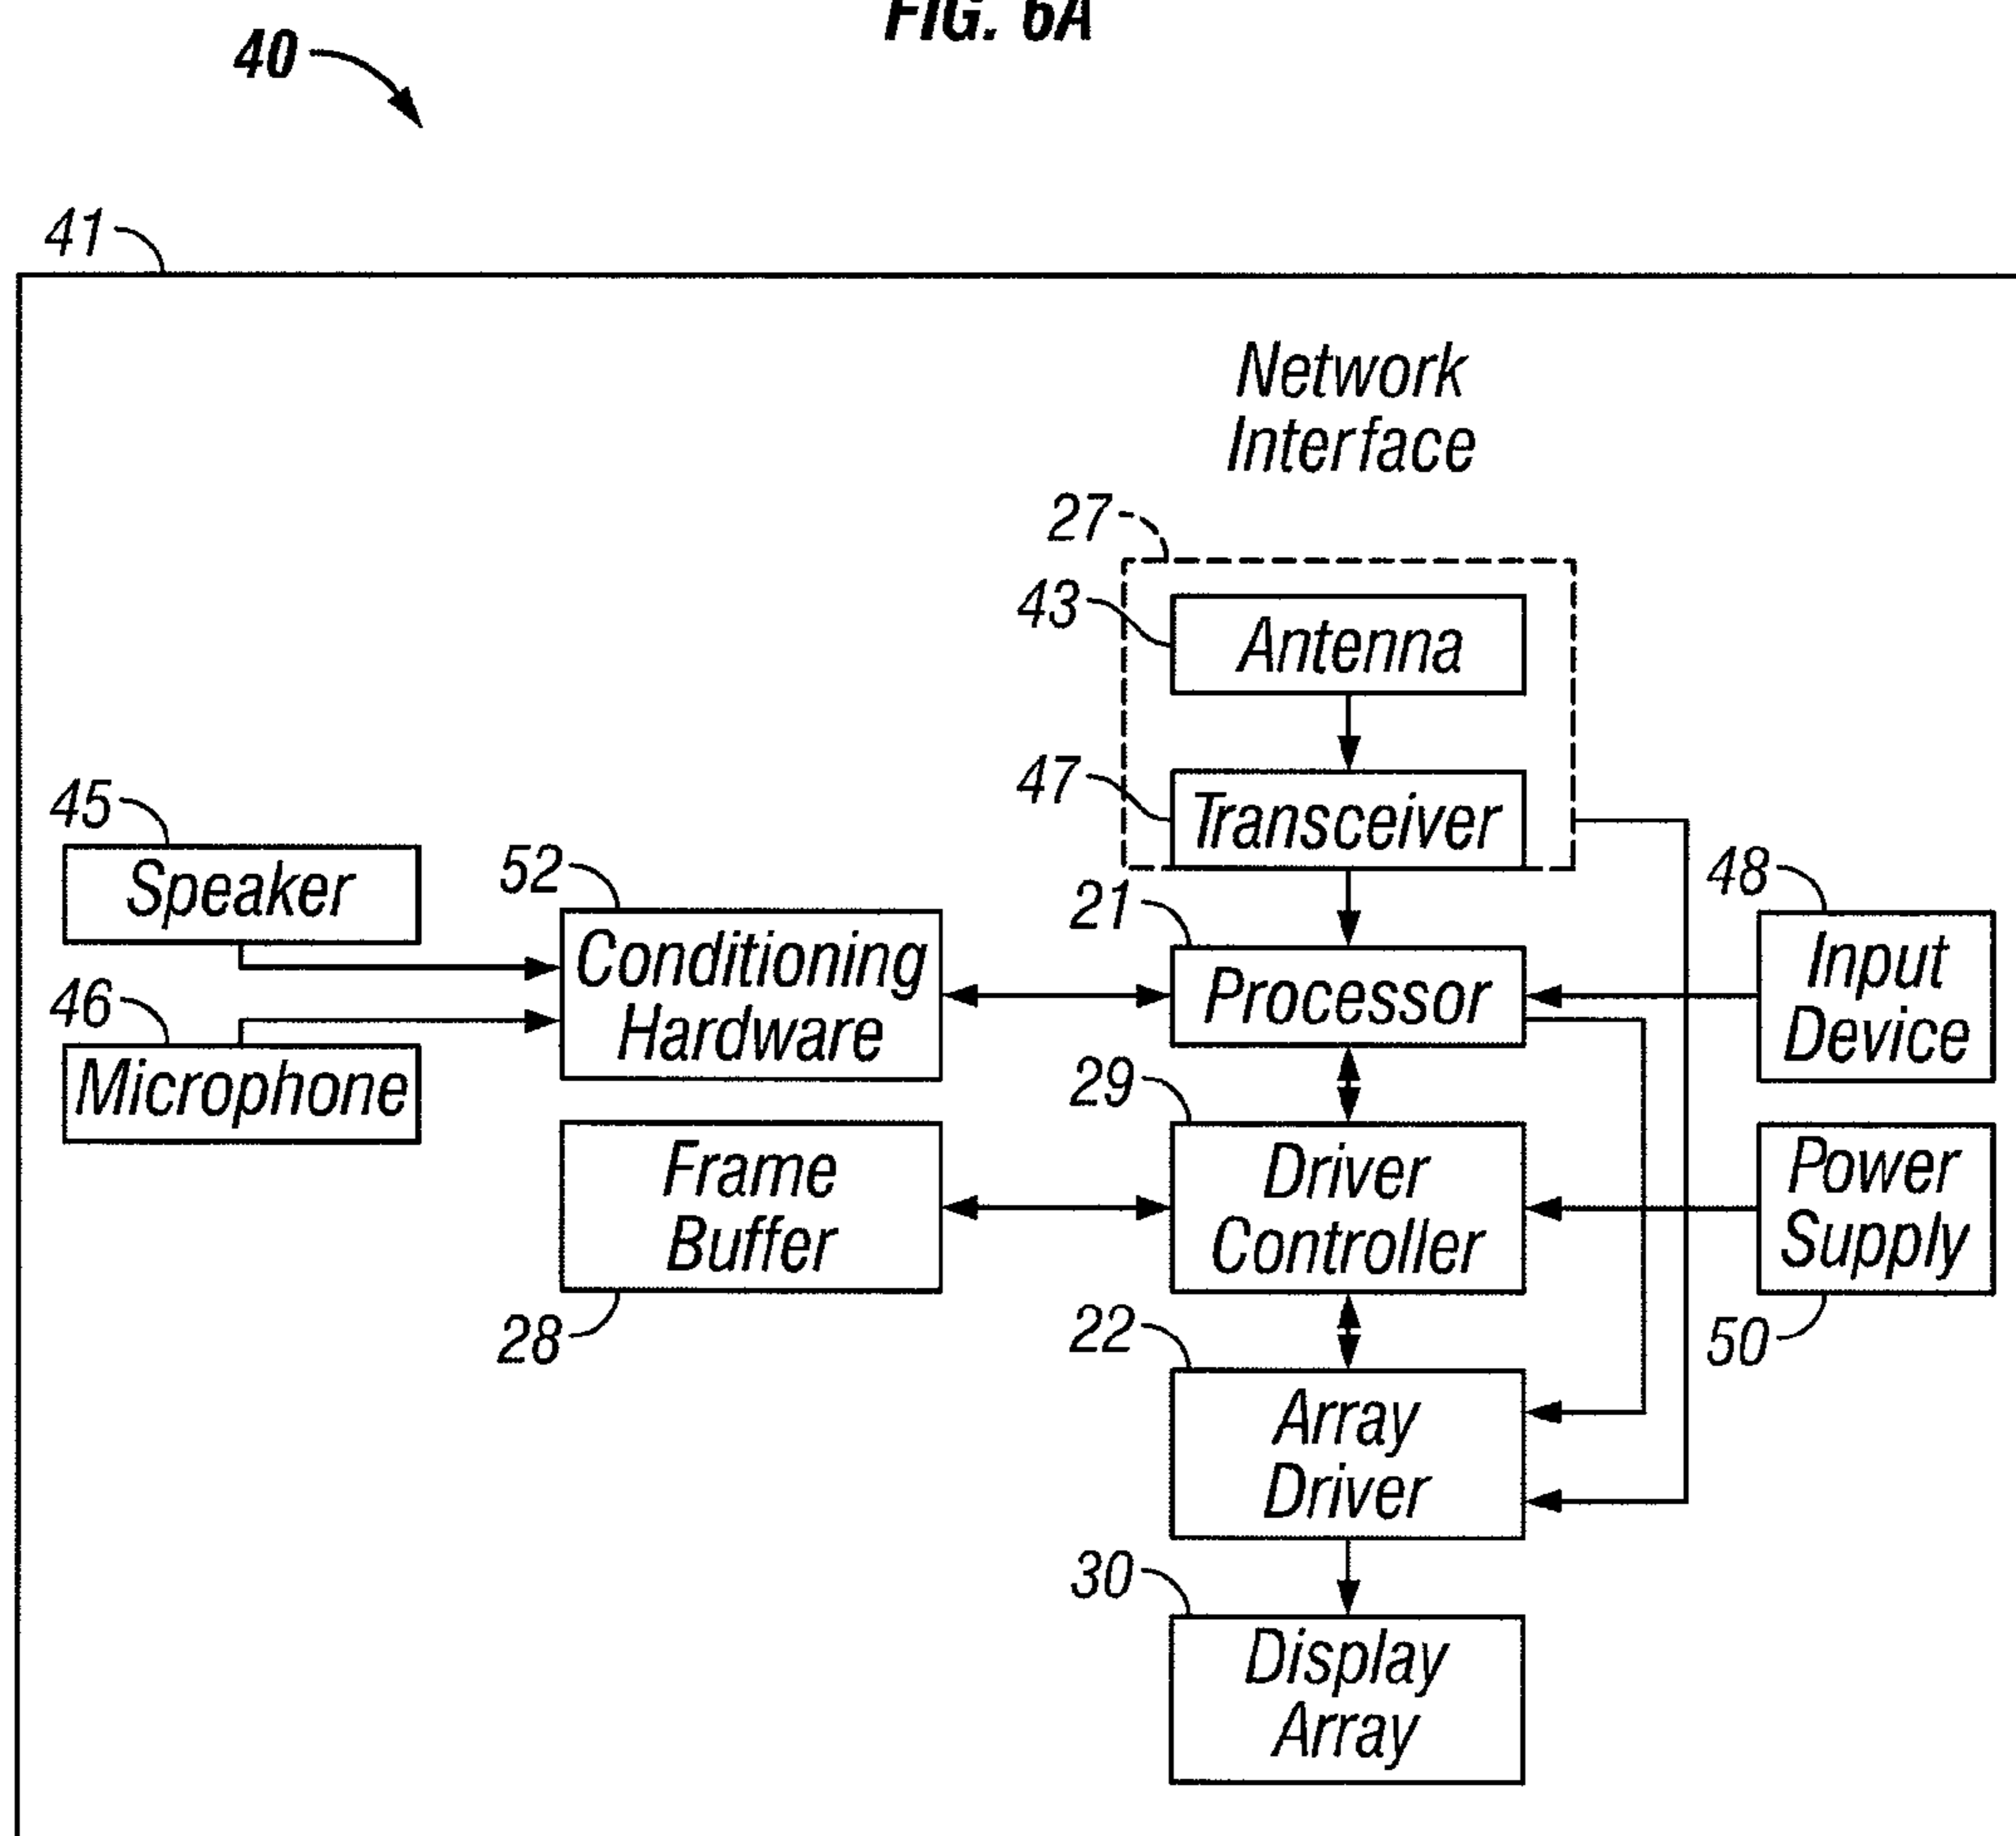 FIG. 6A
40
41
Network
Interface
27
43
Antenna
47
Transceiver
45
Speaker
52
Conditioning
Hardware
21
Processor
48
Input
Device
46
Microphone
29
Driver
Controller
Frame
Buffer
28
Power
Supply
50
22
Array
Driver
30
Display
Array